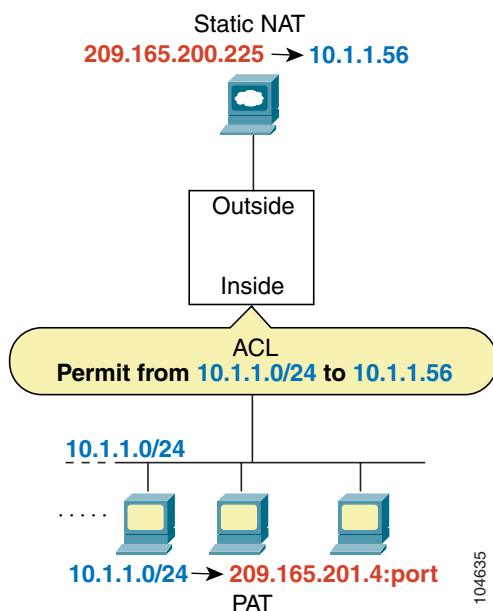 Static NAT
209.165.200.225 → 10.1.1.56
Outside
Inside
ACL
Permit from 10.1.1.0/24 to 10.1.1.56
10.1.1.0/24
10.1.1.0/24 → 209.165.201.4:port
PAT
104635